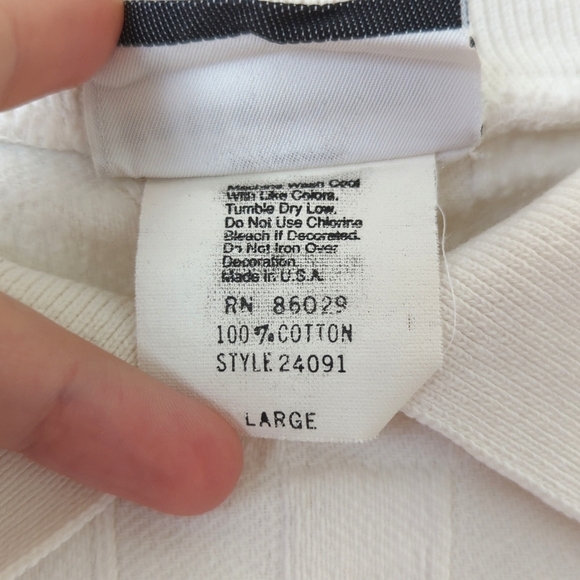 Machine Wash Cool
With Like Colors,
Tumble Dry Low,
Do Not Use Chlorine
Bleach If Decorated.
Do Not Iron Over
Decoration.
Made in U.S.A.
RN 86029
100% COTTON
STYLE 24091
LARGE